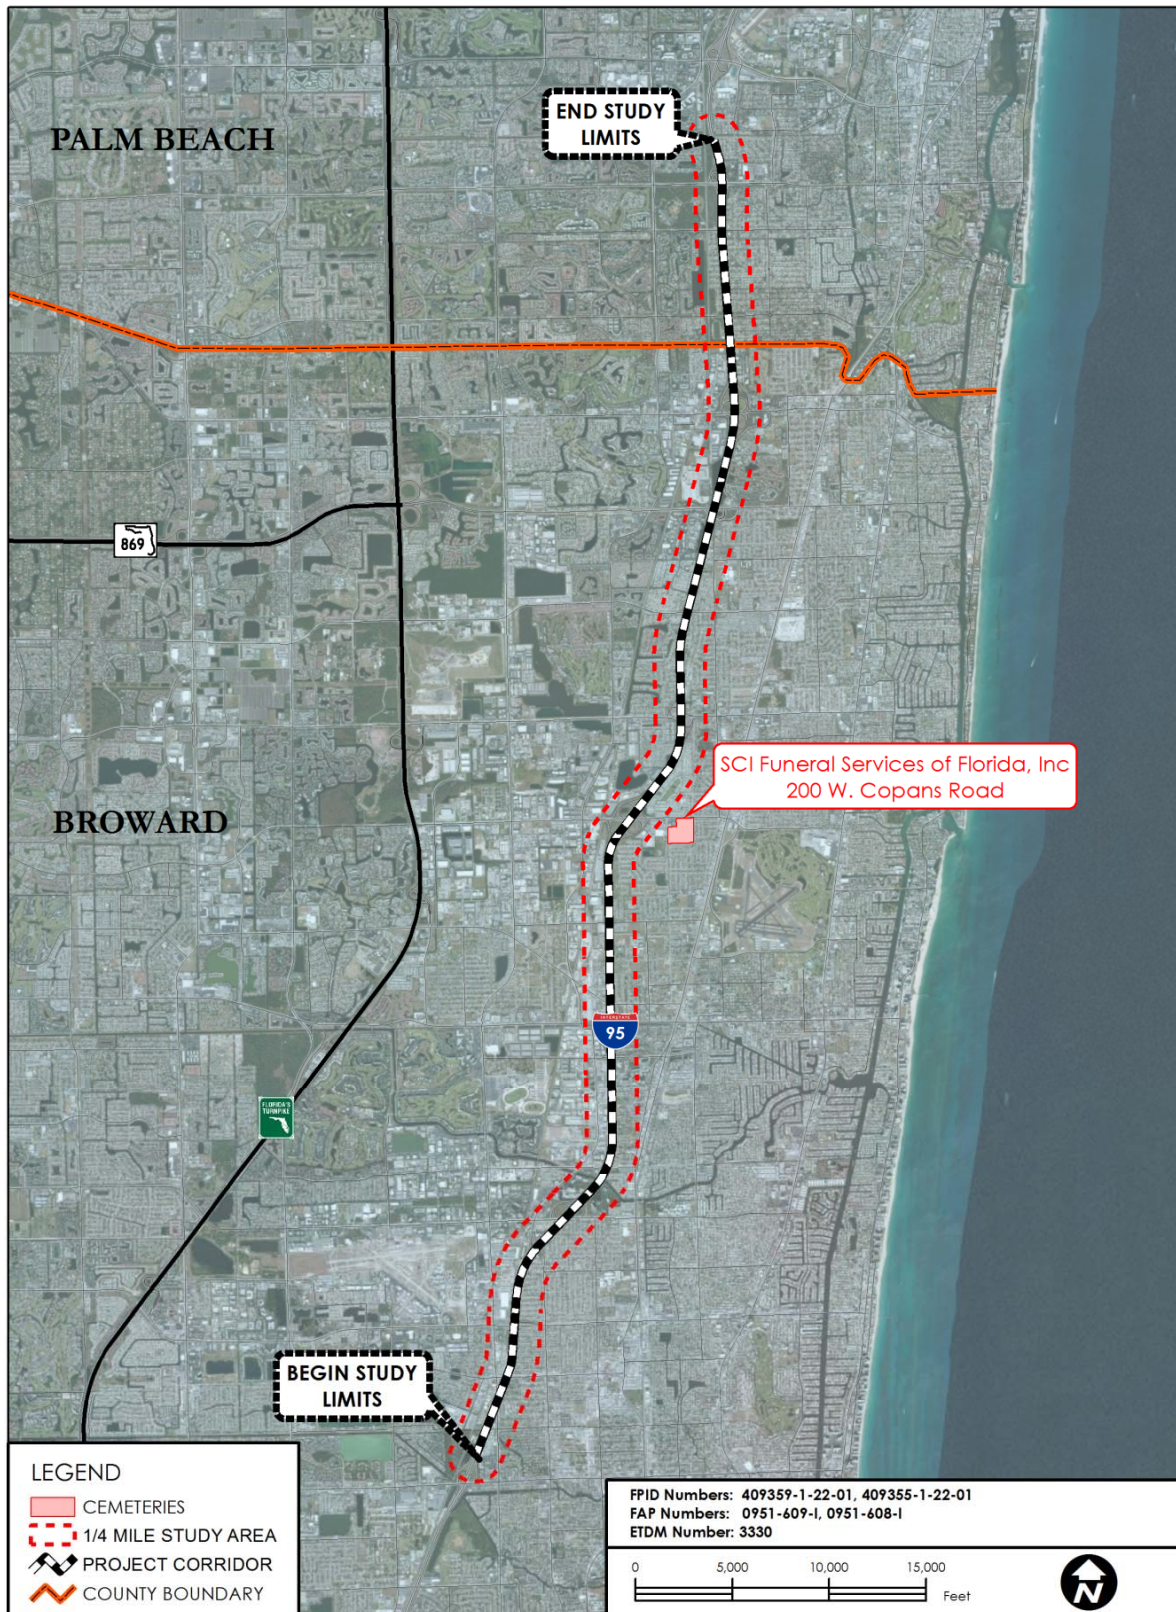 END STUDY
LIMITS
PALM BEACH
869
SCI Funeral Services of Florida, Inc
200 W. Copans Road
BROWARD
INTERSTATE
95
FLORIDA'S
TURNPIKE
BEGIN STUDY
LIMITS
LEGEND
CEMETERIES
1/4 MILE STUDY AREA
PROJECT CORRIDOR
COUNTY BOUNDARY
FPID Numbers: 409359-1-22-01, 409355-1-22-01
FAP Numbers: 0951-609-I, 0951-608-I
ETDM Number: 3330
0 5,000 10,000 15,000
Feet
N